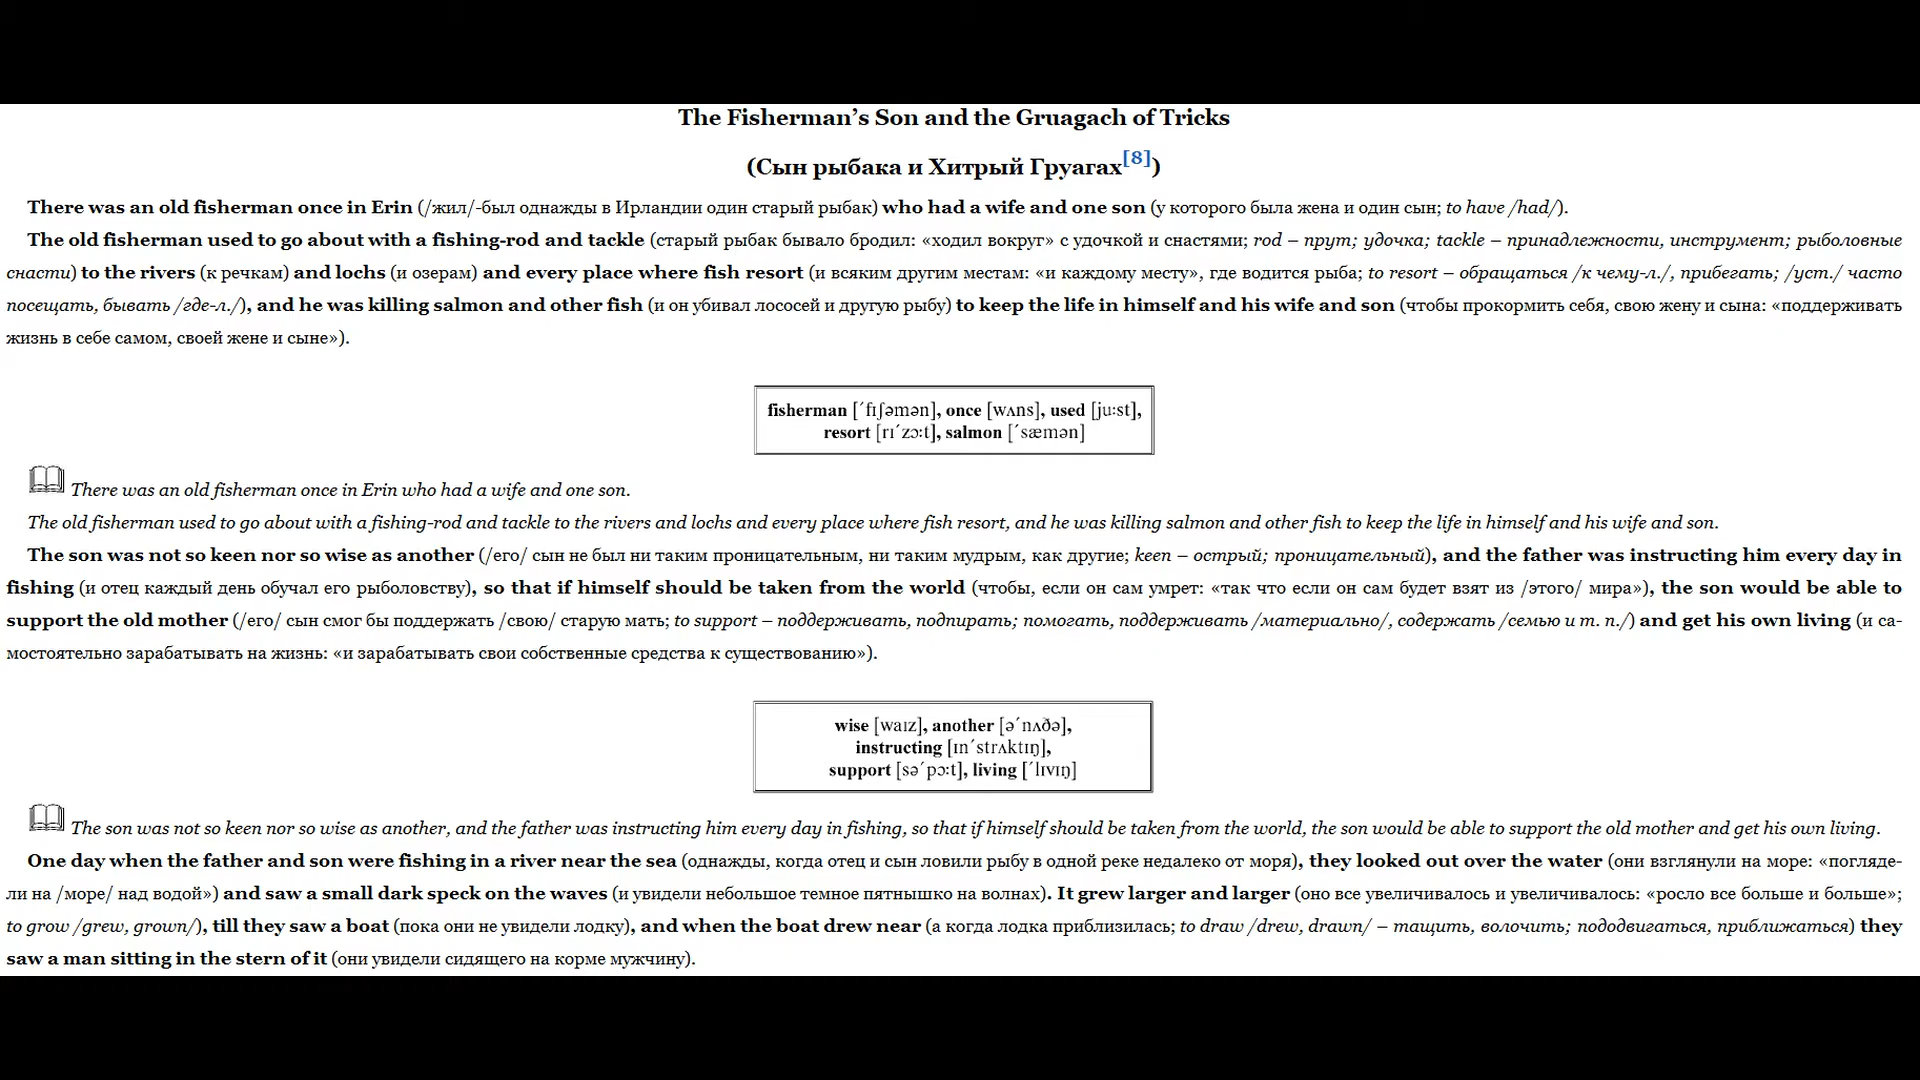 The Fisherman’s Son and the Gruagach of Tricks
(Сын рыбака и Хитрый Груагах[8])
There was an old fisherman once in Erin (/жил/-был однажды в Ирландии один старый рыбак) who had a wife and one son (у которого была жена и один сын; to have /had/).
The old fisherman used to go about with a fishing-rod and tackle (старый рыбак бывало бродил: «ходил вокруг» с удочкой и снастями; rod – прут; удочка; tackle – принадлежности, инструмент; рыболовные
снасти) to the rivers (к речкам) and lochs (и озерам) and every place where fish resort (и всяким другим местам: «и каждому месту», где водится рыба; to resort – обращаться /к чему-л./, прибегать; /уст./ часто
посещать, бывать /где-л./), and he was killing salmon and other fish (и он убивал лососей и другую рыбу) to keep the life in himself and his wife and son (чтобы прокормить себя, свою жену и сына: «поддерживать
жизнь в себе самом, своей жене и сыне»).
fisherman [´fɪʃəmən], once [wʌns], used [ju:st],
resort [rɪ´zɔ:t], salmon [´sæmən]
There was an old fisherman once in Erin who had a wife and one son.
The old fisherman used to go about with a fishing-rod and tackle to the rivers and lochs and every place where fish resort, and he was killing salmon and other fish to keep the life in himself and his wife and son.
The son was not so keen nor so wise as another (/его/ сын не был ни таким проницательным, ни таким мудрым, как другие; keen – острый; проницательный), and the father was instructing him every day in
fishing (и отец каждый день обучал его рыболовству), so that if himself should be taken from the world (чтобы, если он сам умрет: «так что если он сам будет взят из /этого/ мира»), the son would be able to
support the old mother (/его/ сын смог бы поддержать /свою/ старую мать; to support – поддерживать, подпирать; помогать, поддерживать /материально/, содержать /семью и т. п./) and get his own living (и са-
мостоятельно зарабатывать на жизнь: «и зарабатывать свои собственные средства к существованию»).
wise [waɪz], another [ə´nʌðə],
instructing [ɪn´strʌktɪŋ],
support [sə´pɔ:t], living [´lɪvɪŋ]
The son was not so keen nor so wise as another, and the father was instructing him every day in fishing, so that if himself should be taken from the world, the son would be able to support the old mother and get his own living.
One day when the father and son were fishing in a river near the sea (однажды, когда отец и сын ловили рыбу в одной реке недалеко от моря), they looked out over the water (они взглянули на море: «погляде-
ли на /море/ над водой») and saw a small dark speck on the waves (и увидели небольшое темное пятнышко на волнах). It grew larger and larger (оно все увеличивалось и увеличивалось: «росло все больше и больше»;
to grow /grew, grown/), till they saw a boat (пока они не увидели лодку), and when the boat drew near (а когда лодка приблизилась; to draw /drew, drawn/ – тащить, волочить; пододвигаться, приближаться) they
saw a man sitting in the stern of it (они увидели сидящего на корме мужчину).